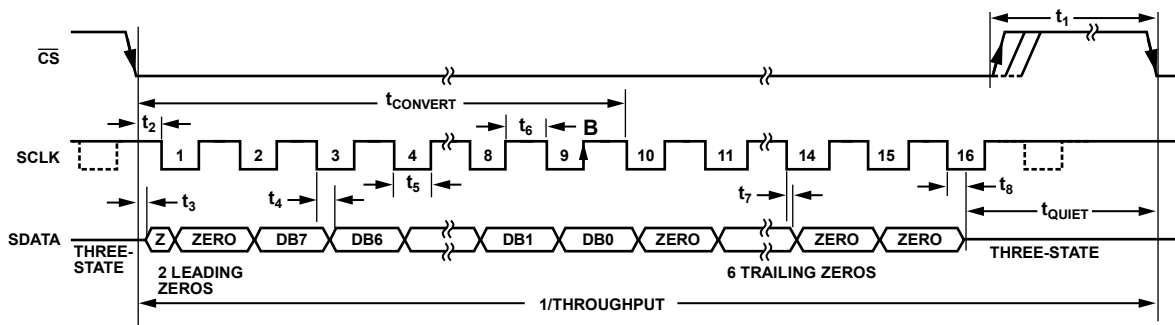 t1
CS
tCONVERT
t2
t6
B
SCLK
1 2 3 4 8 9 10 11 14 15 16
t3
t4
t5
t7
t8
tQUIET
SDATA
Z ZERO DB7 DB6 DB1 DB0 ZERO ZERO ZERO
THREE-
STATE
2 LEADING
ZEROS
6 TRAILING ZEROS
THREE-STATE
1/THROUGHPUT